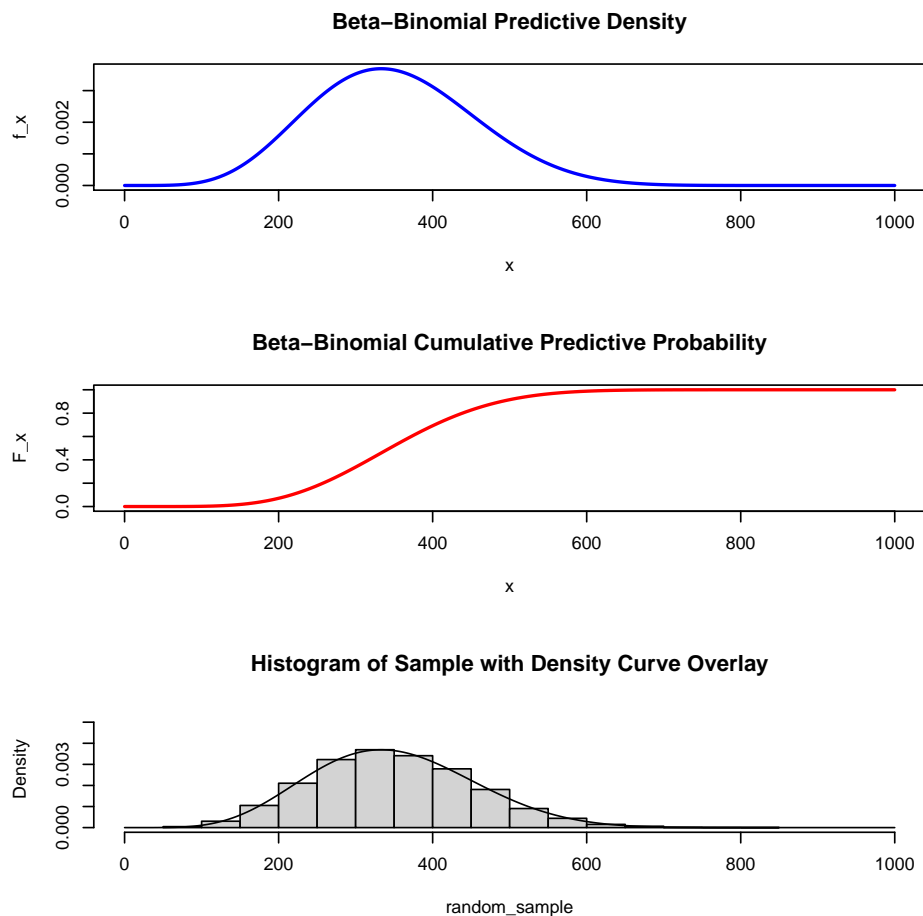 Beta−Binomial Predictive Density
f_x
0.000 0.002
0 200 400 600 800 1000
x
Beta−Binomial Cumulative Predictive Probability
F_x
0.0 0.4 0.8
0 200 400 600 800 1000
x
Histogram of Sample with Density Curve Overlay
Density
0.000 0.003
0 200 400 600 800 1000
random_sample